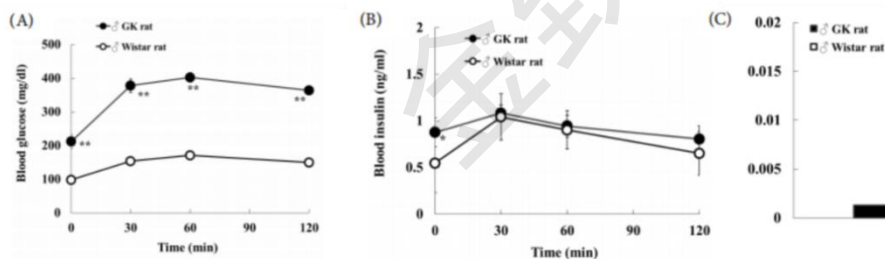 (A)
♂ GK rat
♂ Wistar rat
Blood glucose (mg/dl)
500
400
300
200
100
0
**
**
**
**
0 30 60 90 120
Time (min)
(B)
♂ GK rat
♂ Wistar rat
Blood insulin (ng/ml)
2
1.5
1
0.5
0
*
0 30 60 90 120
Time (min)
(C)
♂ GK rat
♂ Wistar rat
0.02
0.015
0.01
0.005
0